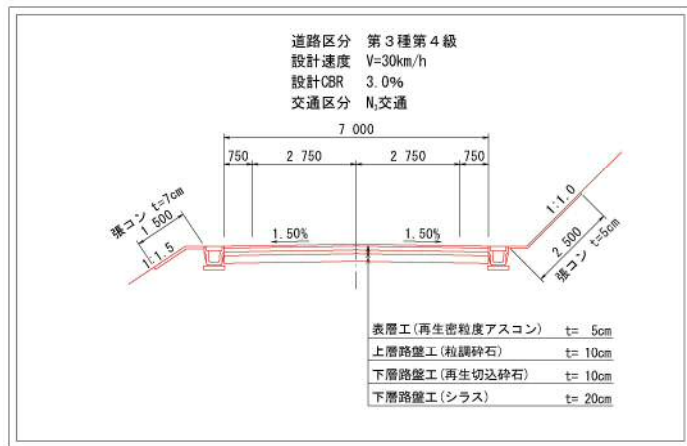 道路区分 第3種第4級
設計速度 V=30km/h
設計CBR 3.0%
交通区分 N₃交通
7 000
750 2 750 2 750 750
張コン t=7cm
1 500
1:1.5
1.50% 1.50%
1:1.0
2 500
張コン t=5cm
表層工(再生密粒度アスコン) t= 5cm
上層路盤工(粒調砕石) t= 10cm
下層路盤工(再生切込砕石) t= 10cm
下層路盤工(シラス) t= 20cm